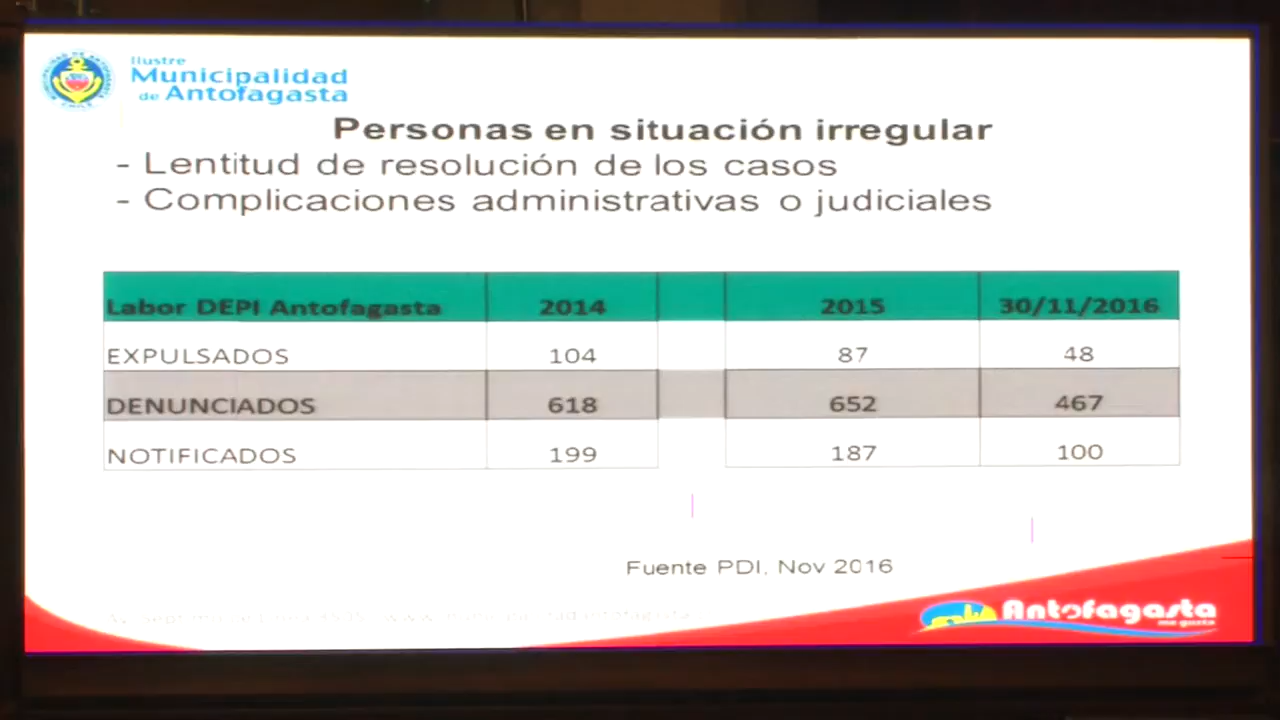 Ilustre
Municipalidad
de Antofagasta
Personas en situación irregular
- Lentitud de resolución de los casos
- Complicaciones administrativas o judiciales
Labor DEPI Antofagasta 2014 2015 30/11/2016
EXPULSADOS 104 87 48
DENUNCIADOS 618 652 467
NOTIFICADOS 199 187 100
Fuente PDI, Nov 2016
Antofagasta
me gusta